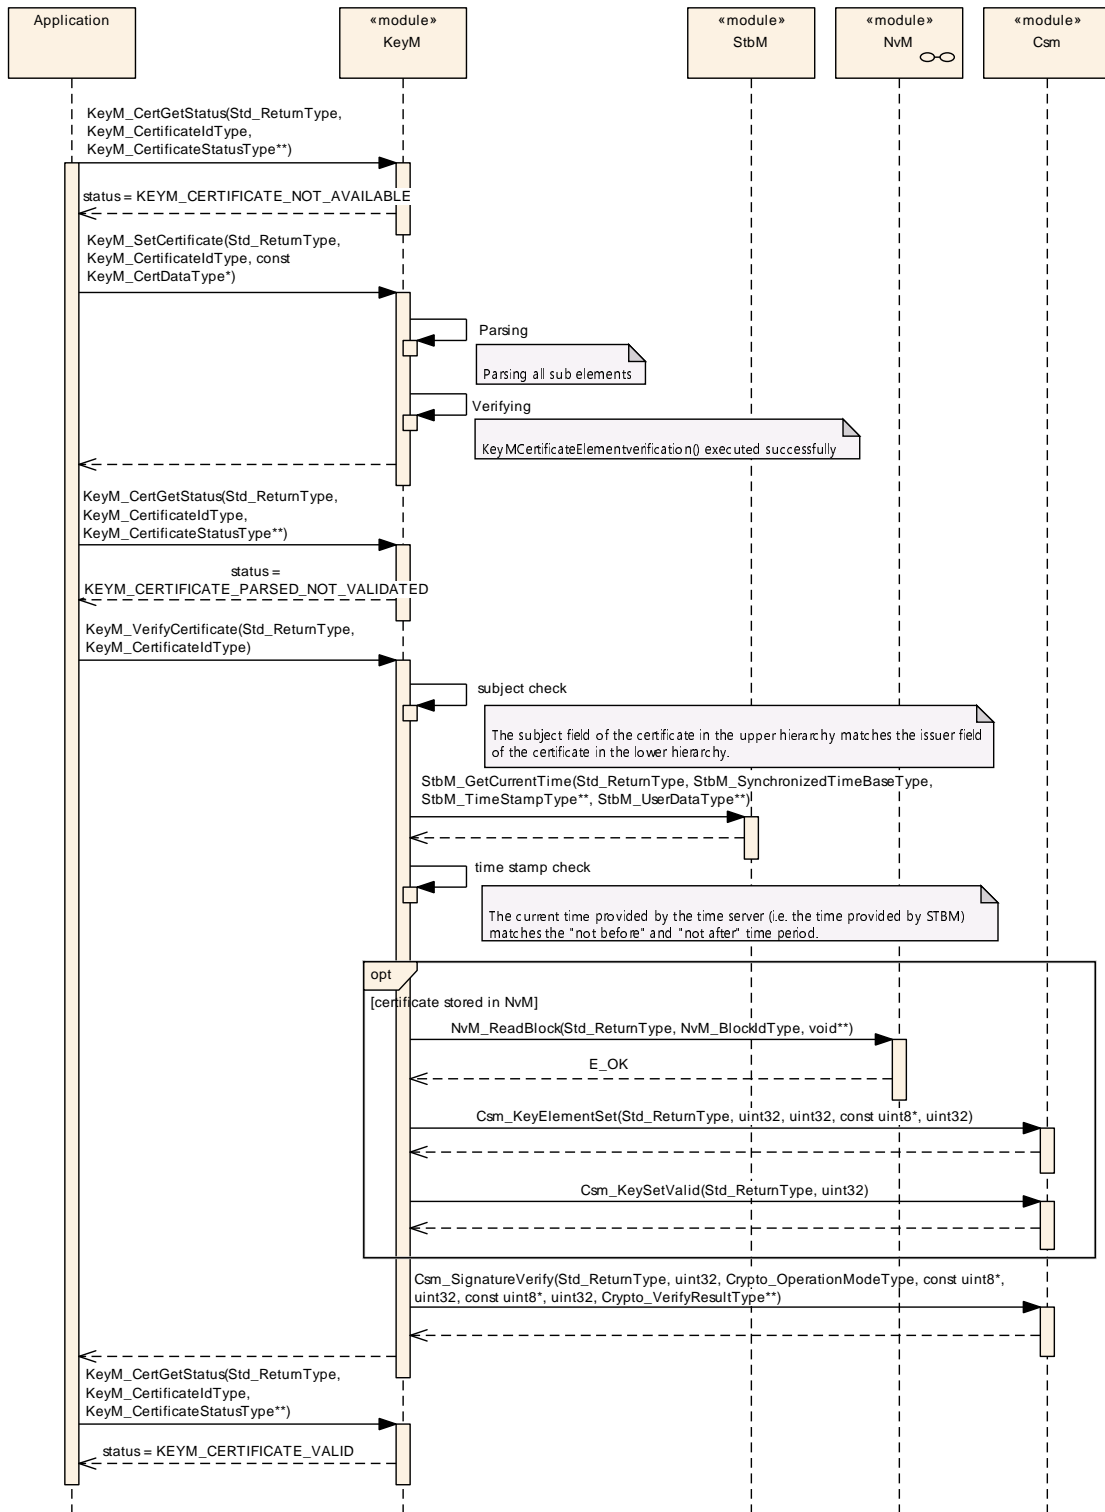 Application
«module»
KeyM
«module»
StbM
«module»
NvM
«module»
Csm
KeyM_CertGetStatus(Std_ReturnType,
KeyM_CertificateIdType,
KeyM_CertificateStatusType**)
status = KEYM_CERTIFICATE_NOT_AVAILABLE
KeyM_SetCertificate(Std_ReturnType,
KeyM_CertificateIdType, const
KeyM_CertDataType*)
Parsing
Parsing all sub elements
Verifying
KeyMCertificateElementverification() executed successfully
KeyM_CertGetStatus(Std_ReturnType,
KeyM_CertificateIdType,
KeyM_CertificateStatusType**)
status =
KEYM_CERTIFICATE_PARSED_NOT_VALIDATED
KeyM_VerifyCertificate(Std_ReturnType,
KeyM_CertificateIdType)
subject check
The subject field of the certificate in the upper hierarchy matches the issuer field
of the certificate in the lower hierarchy.
StbM_GetCurrentTime(Std_ReturnType, StbM_SynchronizedTimeBaseType,
StbM_TimeStampType**, StbM_UserDataType**)
time stamp check
The current time provided by the time server (i.e. the time provided by STBM)
matches the "not before" and "not after" time period.
opt
[certificate stored in NvM]
NvM_ReadBlock(Std_ReturnType, NvM_BlockIdType, void**)
E_OK
Csm_KeyElementSet(Std_ReturnType, uint32, uint32, const uint8*, uint32)
Csm_KeySetValid(Std_ReturnType, uint32)
Csm_SignatureVerify(Std_ReturnType, uint32, Crypto_OperationModeType, const uint8*,
uint32, const uint8*, uint32, Crypto_VerifyResultType**)
KeyM_CertGetStatus(Std_ReturnType,
KeyM_CertificateIdType,
KeyM_CertificateStatusType**)
status = KEYM_CERTIFICATE_VALID